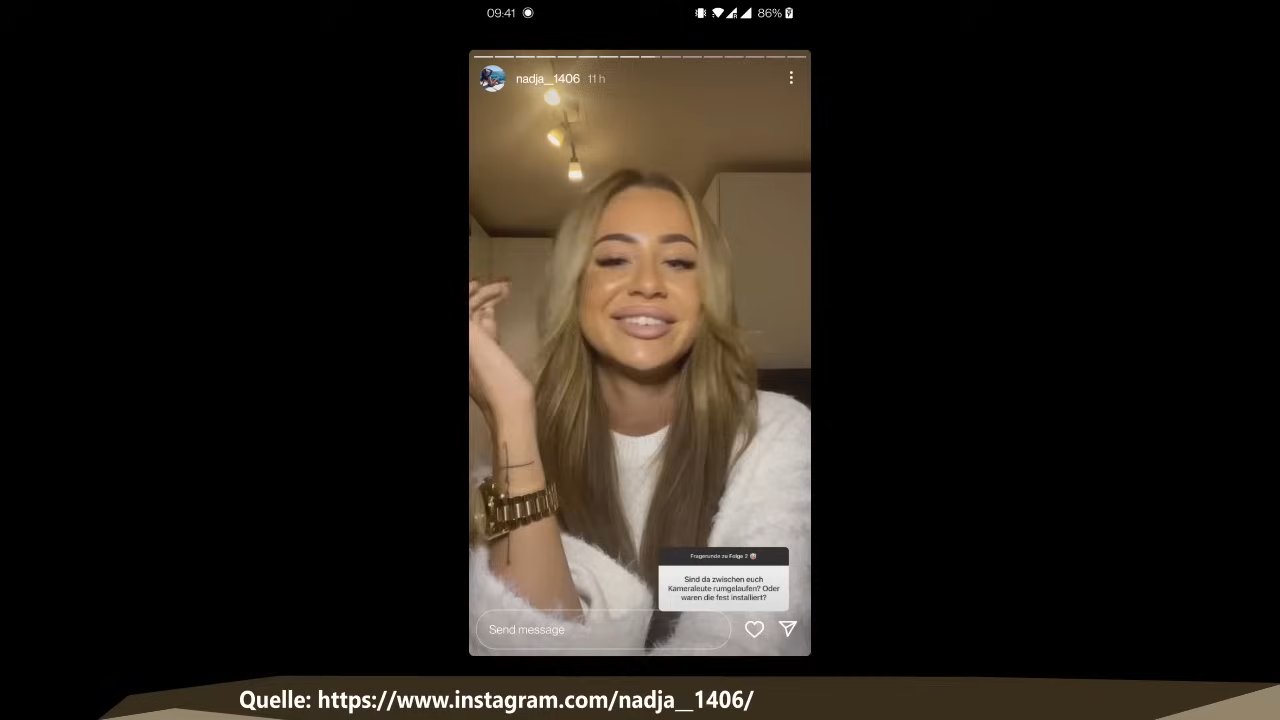 09:41
86%
nadja__1406 11 h
Fragerunde zo Folge 2
Sind da zwischen euch
Kameraleute rumgelaufen? Oder
waren die fest installiert?
Send message
Quelle: https://www.instagram.com/nadja__1406/